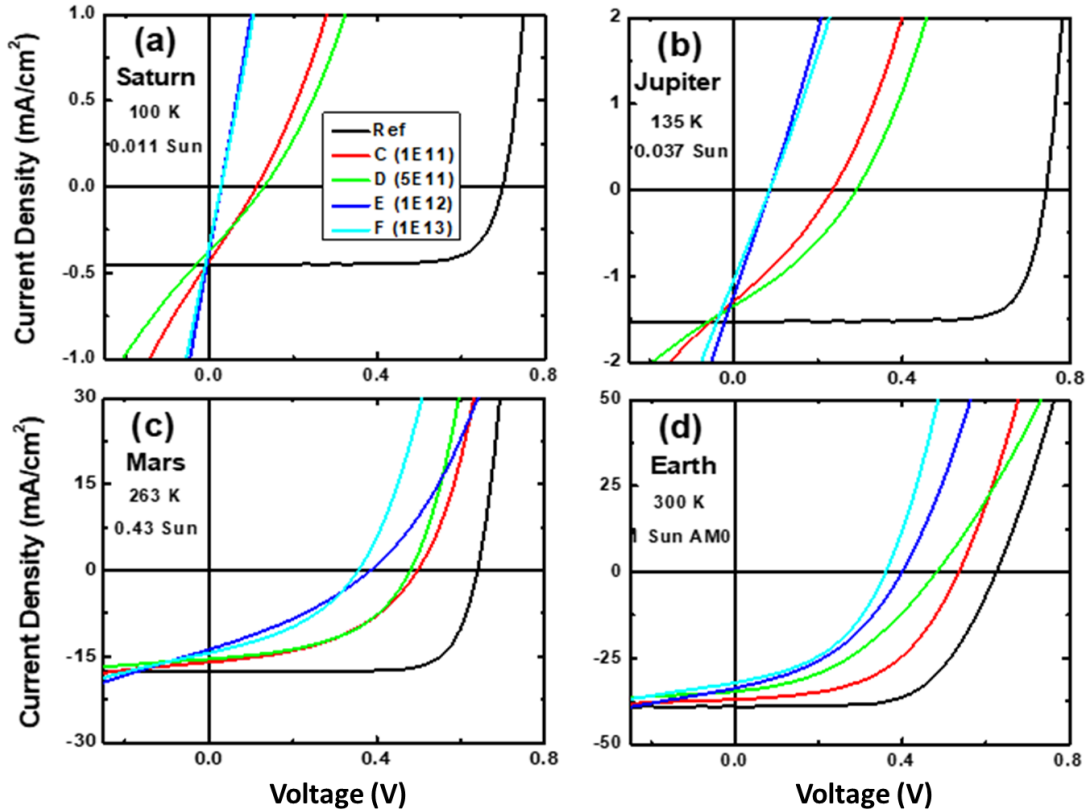 (a)
Saturn
100 K
0.011 Sun
1.0
0.5
0.0
-0.5
-1.0
0.0
0.4
0.8
Ref
C (1E11)
D (5E11)
E (1E12)
F (1E13)
Current Density (mA/cm²)
(b)
Jupiter
135 K
0.037 Sun
2
1
0
-1
-2
0.0
0.4
0.8
(c)
Mars
263 K
0.43 Sun
30
15
0
-15
-30
0.0
0.4
0.8
Current Density (mA/cm²)
Voltage (V)
(d)
Earth
300 K
1 Sun AM0
50
25
0
-25
-50
0.0
0.4
0.8
Voltage (V)